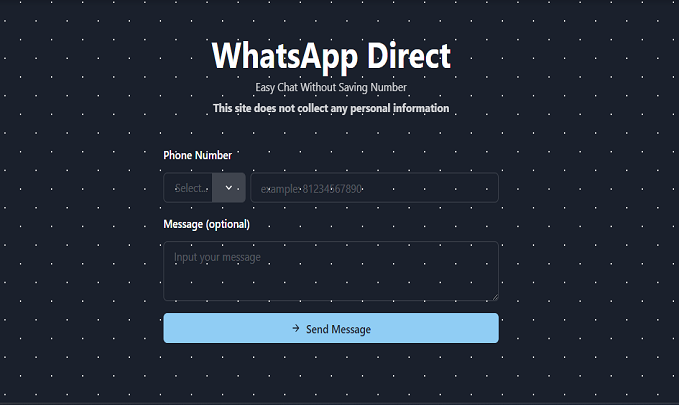 WhatsApp Direct
Easy Chat Without Saving Number
This site does not collect any personal information
Phone Number
Select...
example: 81234567890
Message (optional)
Input your message
Send Message